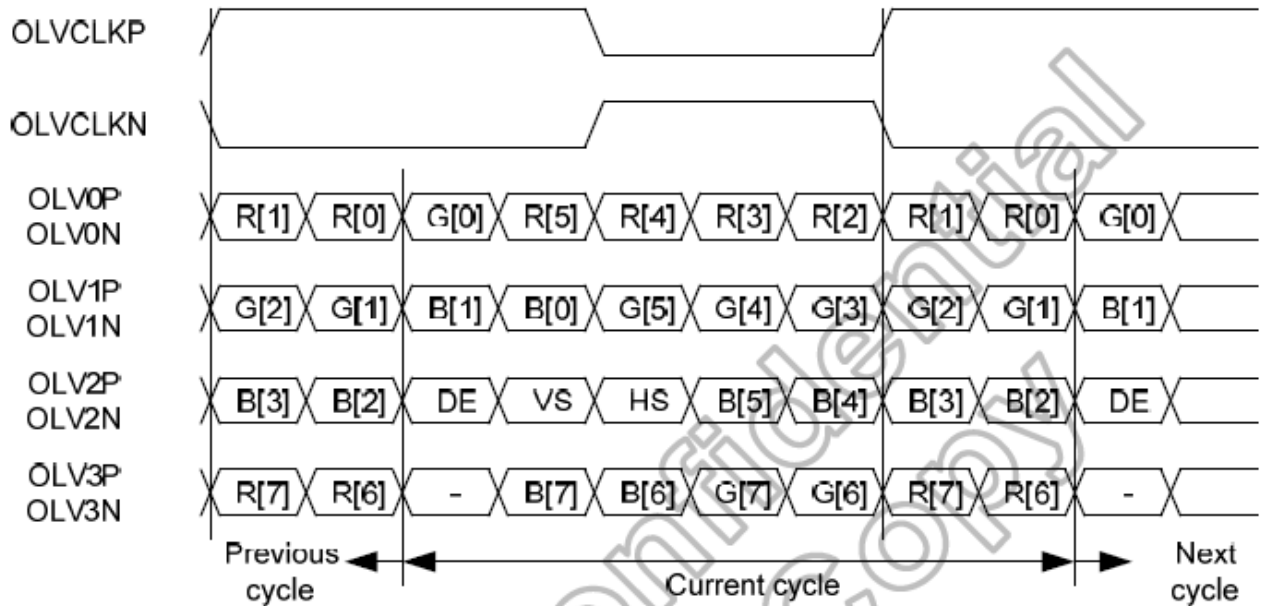 OLVCLKP
OLVCLKN
OLV0P
OLV0N
R[1] R[0] G[0] R[5] R[4] R[3] R[2] R[1] R[0] G[0]
OLV1P
OLV1N
G[2] G[1] B[1] B[0] G[5] G[4] G[3] G[2] G[1] B[1]
OLV2P
OLV2N
B[3] B[2] DE VS HS B[5] B[4] B[3] B[2] DE
OLV3P
OLV3N
R[7] R[6] - B[7] B[6] G[7] G[6] R[7] R[6] -
Previous
cycle
Current cycle
Next
cycle
onfidential
copy